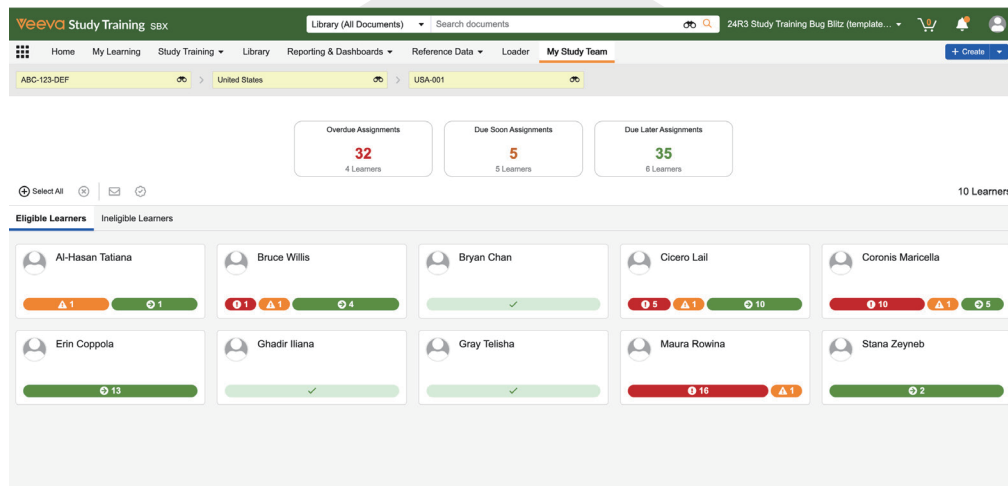 Veeva Study Training SBX
Library (All Documents) Search documents 24R3 Study Training Bug Blitz (template... 0
Home My Learning Study Training Library Reporting & Dashboards Reference Data Loader My Study Team + Create
ABC-123-DEF > United States > USA-001
Overdue Assignments Due Soon Assignments Due Later Assignments
32 5 35
4 Learners 5 Learners 6 Learners
Select All 10 Learners
Eligible Learners Ineligible Learners
Al-Hasan Tatiana Bruce Willis Bryan Chan Cicero Lail Coronis Maricella
1 1 1 1 4 5 1 10 10 1 5
Erin Coppola Ghadir Iliana Gray Telisha Maura Rowina Stana Zeyneb
13 16 1 2